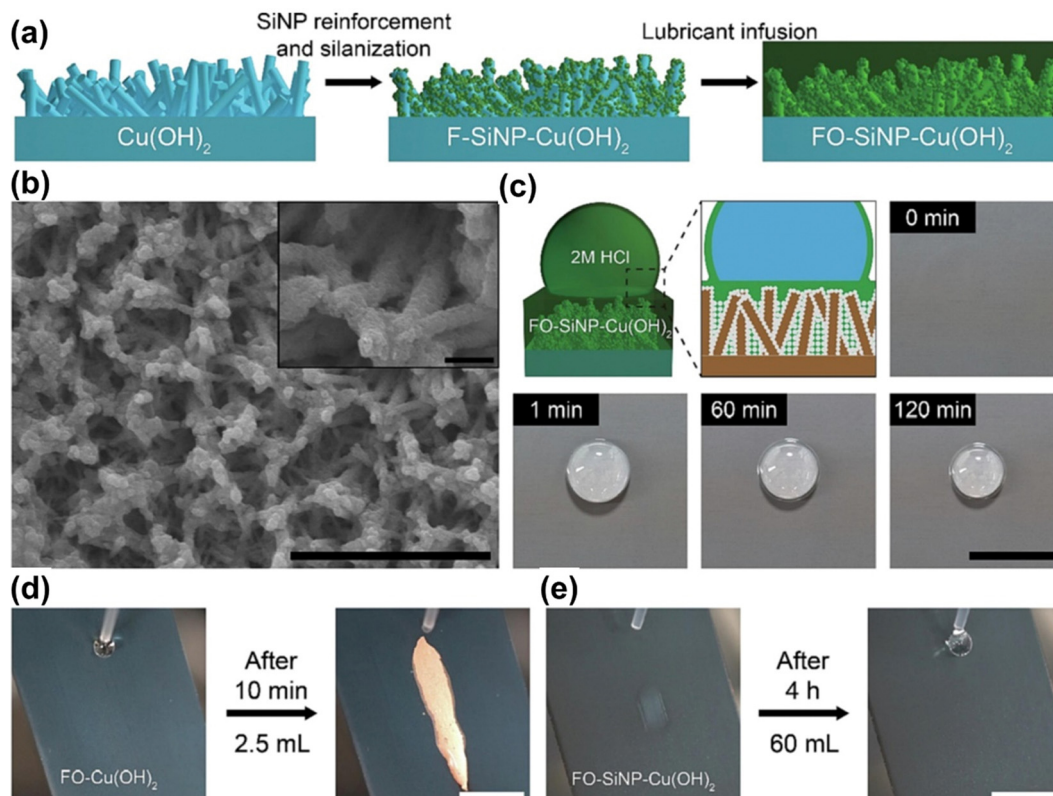 (a)
SiNP reinforcement
and silanization
Lubricant infusion
Cu(OH)₂
F-SiNP-Cu(OH)₂
FO-SiNP-Cu(OH)₂
(b)
(c)
2M HCl
FO-SiNP-Cu(OH)₂
0 min
1 min
60 min
120 min
(d)
After
10 min
2.5 mL
FO-Cu(OH)₂
(e)
After
4 h
60 mL
FO-SiNP-Cu(OH)₂